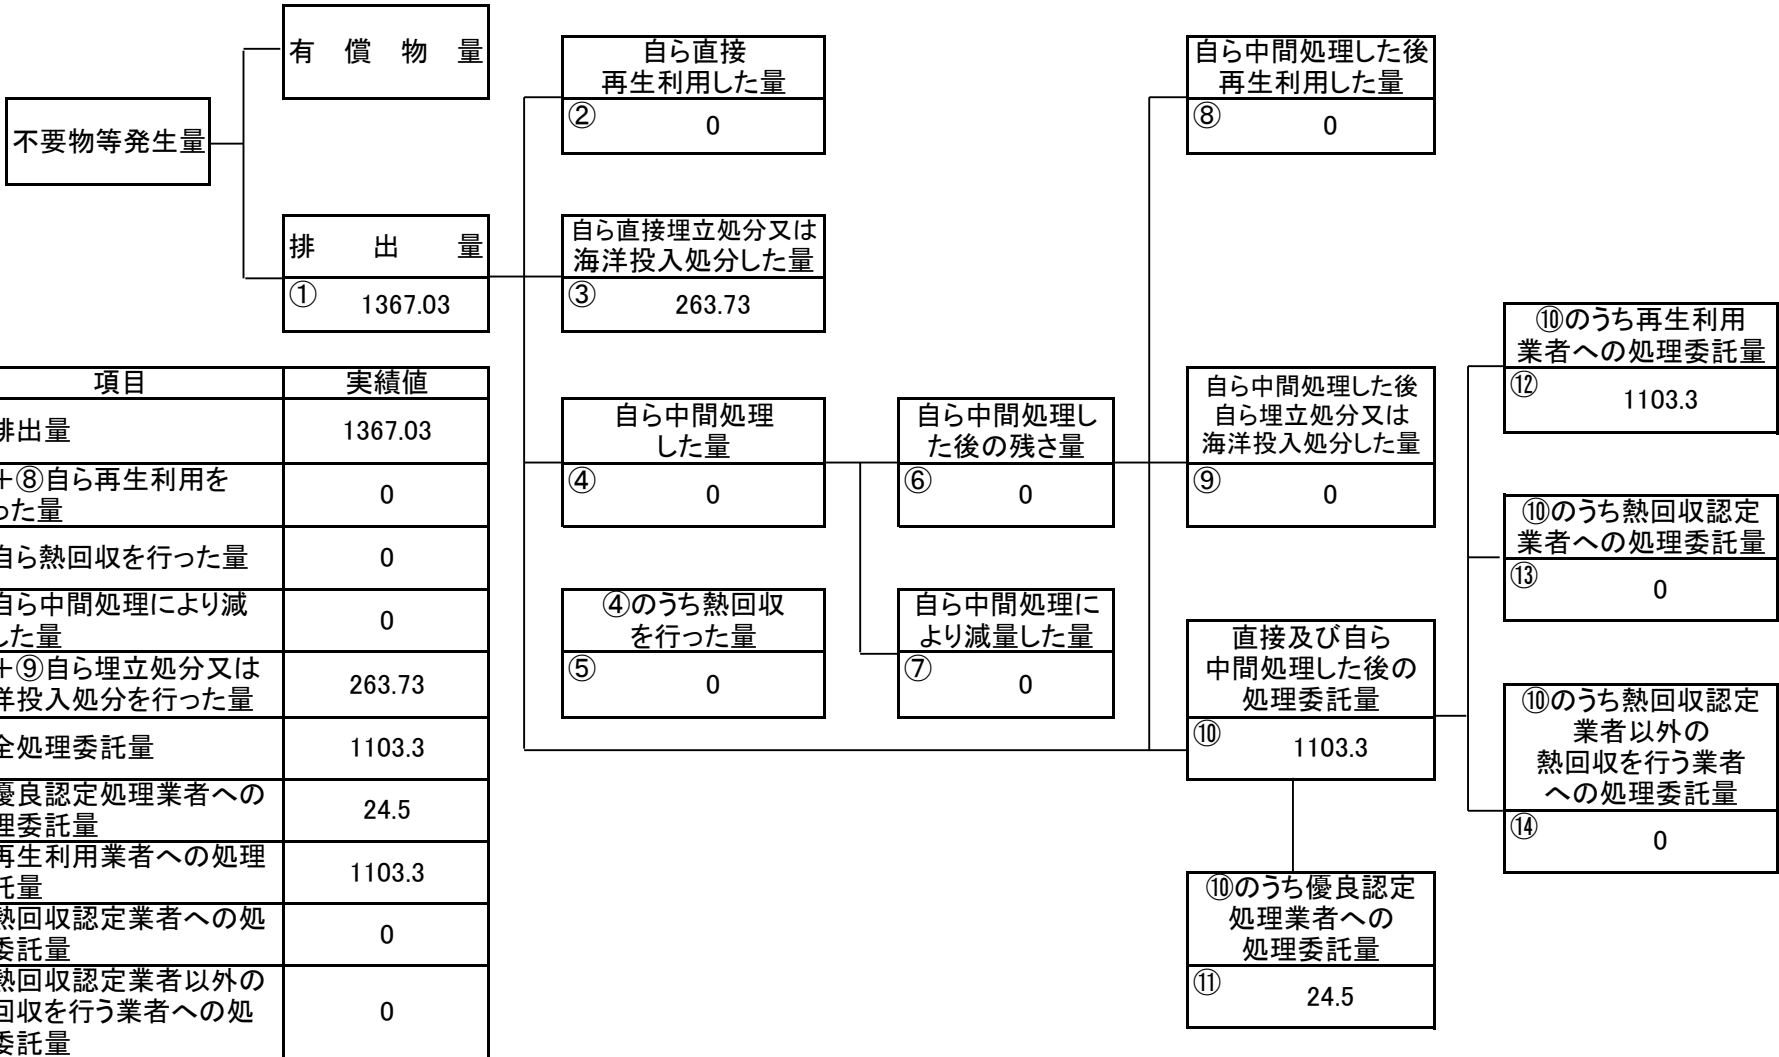 有償物量
不要物等発生量
排出量
①
1367.03
自ら直接
再生利用した量
②
0
自ら直接埋立処分又は
海洋投入処分した量
③
263.73
自ら中間処理
した量
④
0
④のうち熱回収
を行った量
⑤
0
自ら中間処理し
た後の残さ量
⑥
0
自ら中間処理に
より減量した量
⑦
0
自ら中間処理した後
再生利用した量
⑧
0
自ら中間処理した後
自ら埋立処分又は
海洋投入処分した量
⑨
0
直接及び自ら
中間処理した後の
処理委託量
⑩
1103.3
⑩のうち優良認定
処理業者への
処理委託量
⑪
24.5
⑩のうち再生利用
業者への処理委託量
⑫
1103.3
⑩のうち熱回収認定
業者への処理委託量
⑬
0
⑩のうち熱回収認定
業者以外の
熱回収を行う業者
への処理委託量
⑭
0
項目
実績値
排出量
1367.03
+⑧自ら再生利用を
った量
0
自ら熱回収を行った量
0
自ら中間処理により減
した量
0
+⑨自ら埋立処分又は
洋投入処分を行った量
263.73
全処理委託量
1103.3
優良認定処理業者への
理委託量
24.5
再生利用業者への処理
託量
1103.3
熱回収認定業者への処
委託量
0
熱回収認定業者以外の
回収を行う業者への処
委託量
0